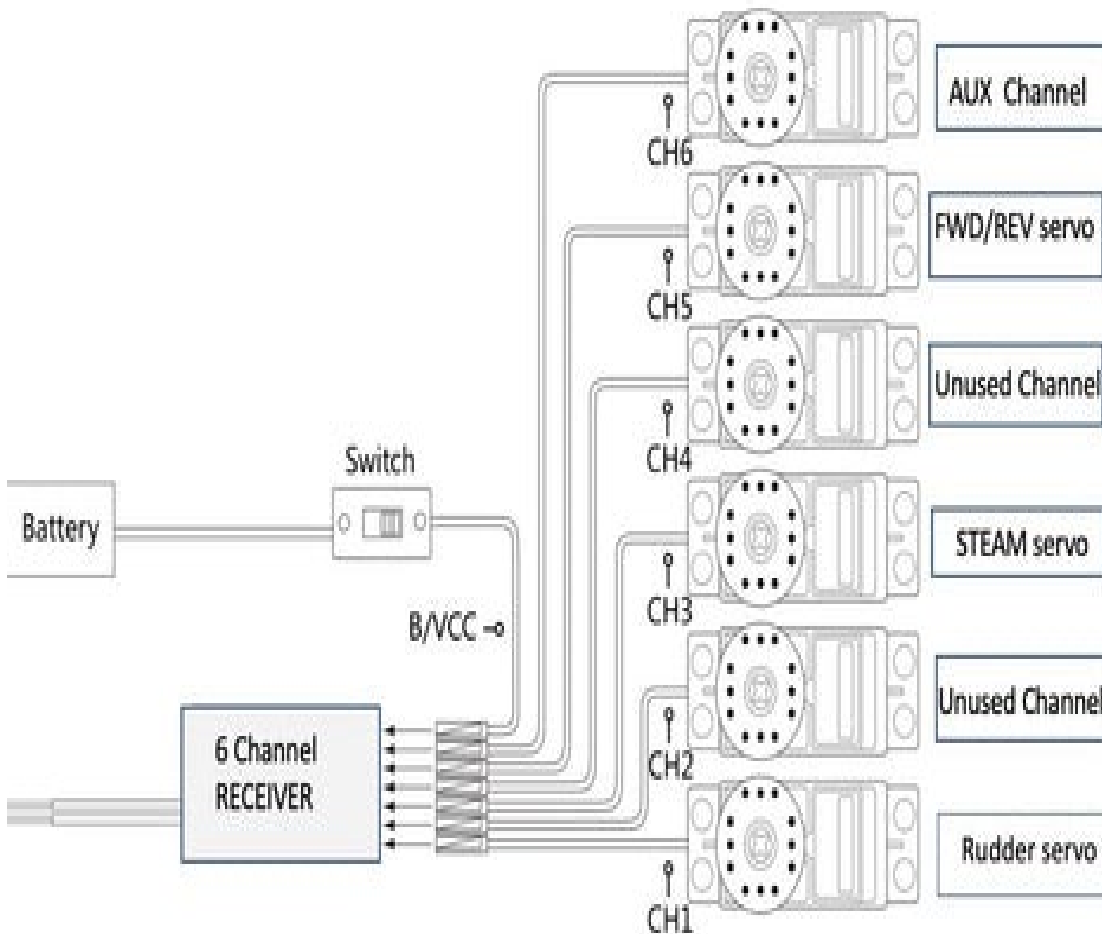 AUX Channel
CH6
FWD/REV servo
CH5
Unused Channel
CH4
Switch
Battery
STEAM servo
CH3
B/VCC
Unused Channel
CH2
6 Channel
RECEIVER
Rudder servo
CH1